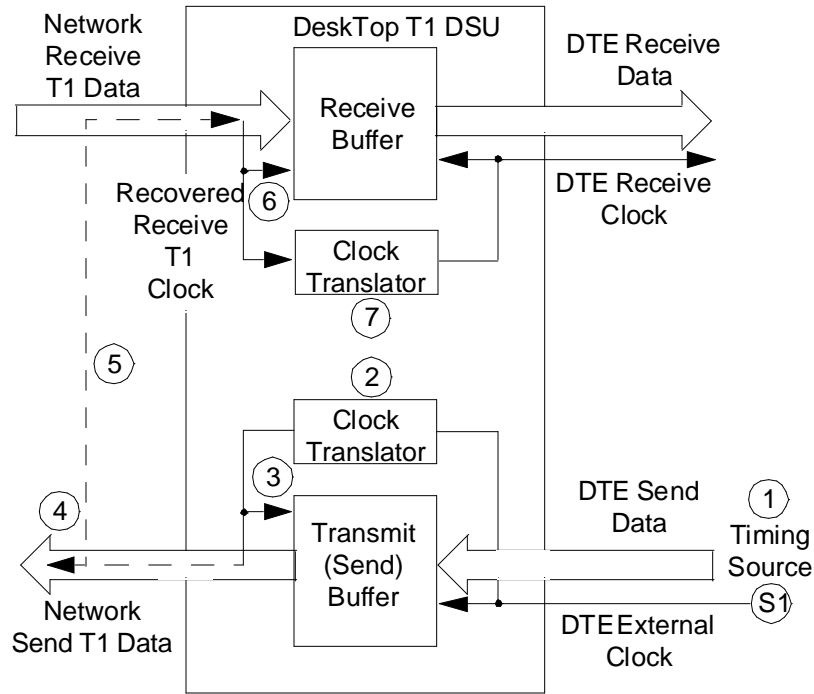 DeskTop T1 DSU
Network
Receive
T1 Data
DTE Receive
Data
Receive
Buffer
Recovered
Receive
T1
Clock
6
DTE Receive
Clock
Clock
Translator
7
5
2
Clock
Translator
3
4
Transmit
(Send)
Buffer
DTE Send
Data
1
Timing
Source
S1
Network
Send T1 Data
DTE External
Clock